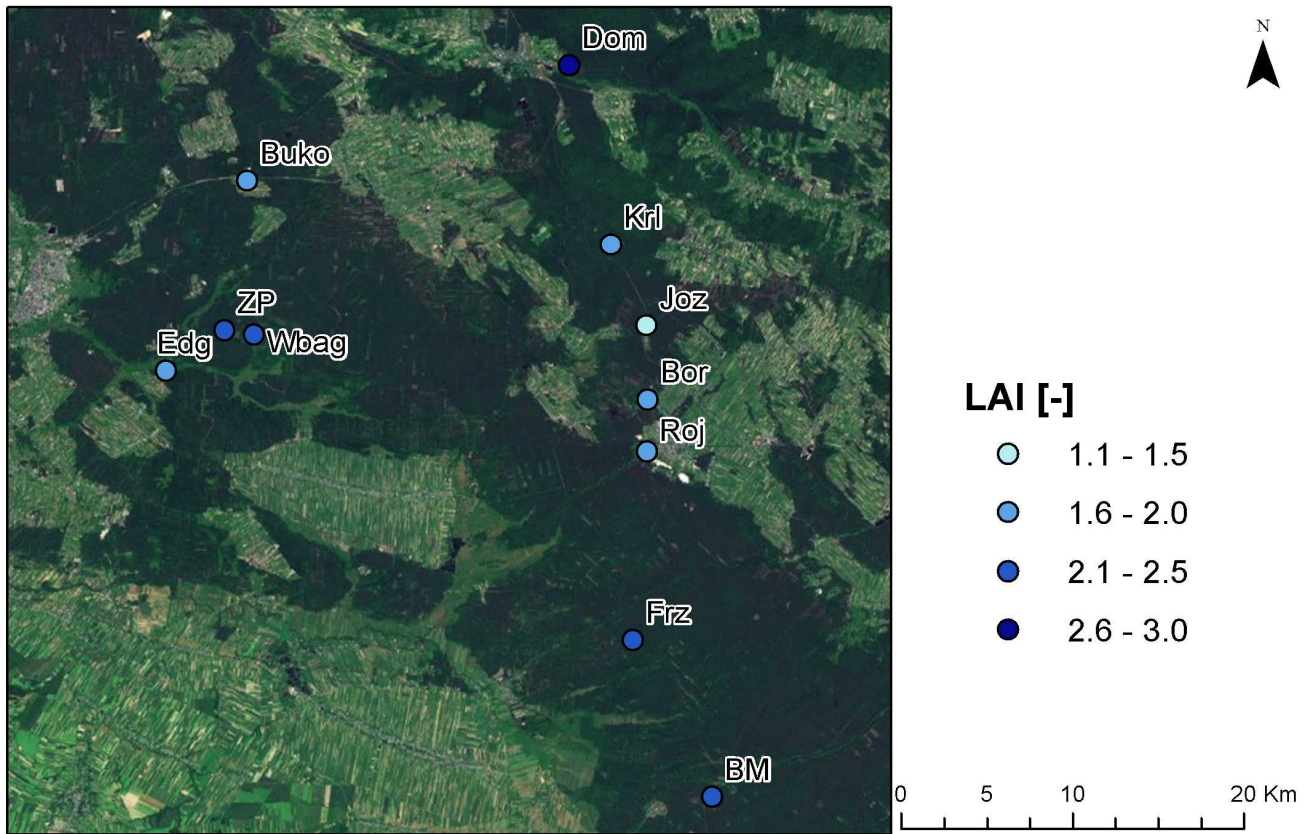 Dom
N
Buko
Krl
Joz
ZP
Wbag
Edg
Bor
Roj
LAI [-]
1.1 - 1.5
1.6 - 2.0
2.1 - 2.5
2.6 - 3.0
Frz
BM
0 5 10 20 Km